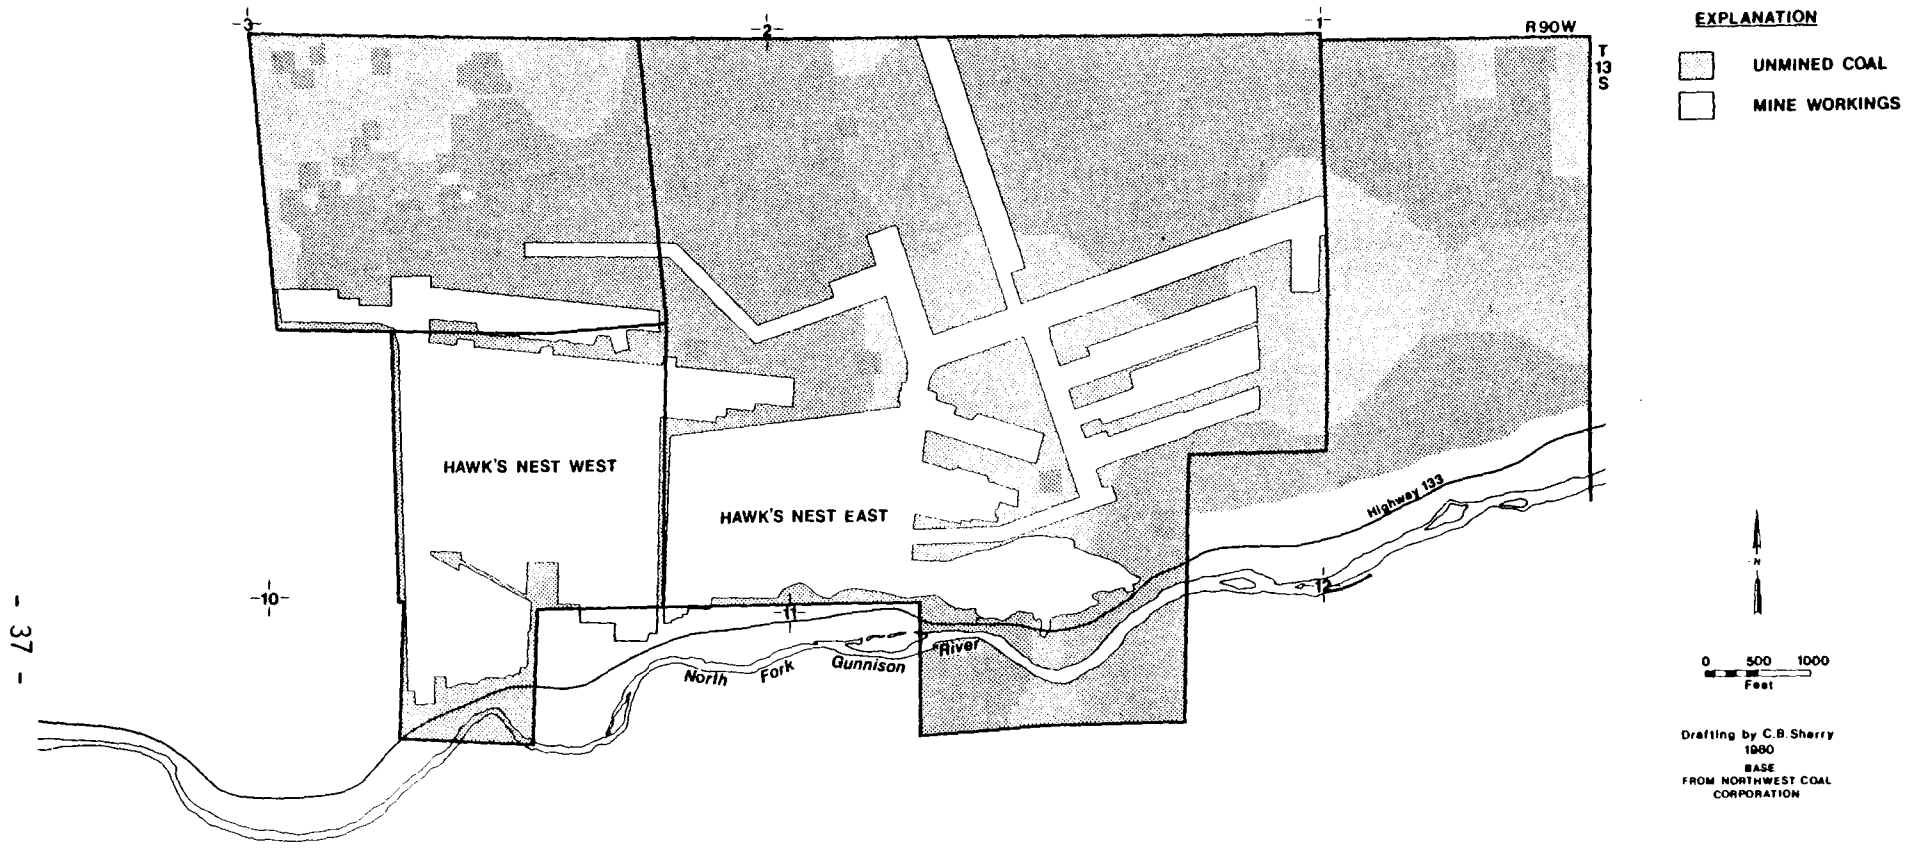 -3-
-2-
-1-
R90W
T
13
S
EXPLANATION
UNMINED COAL
MINE WORKINGS
HAWK'S NEST WEST
HAWK'S NEST EAST
Highway 133
-10-
-11-
12
North Fork Gunnison River
N
0 500 1000
Feet
Drafting by C.B. Sherry
1980
BASE
FROM NORTHWEST COAL
CORPORATION
- 37 -